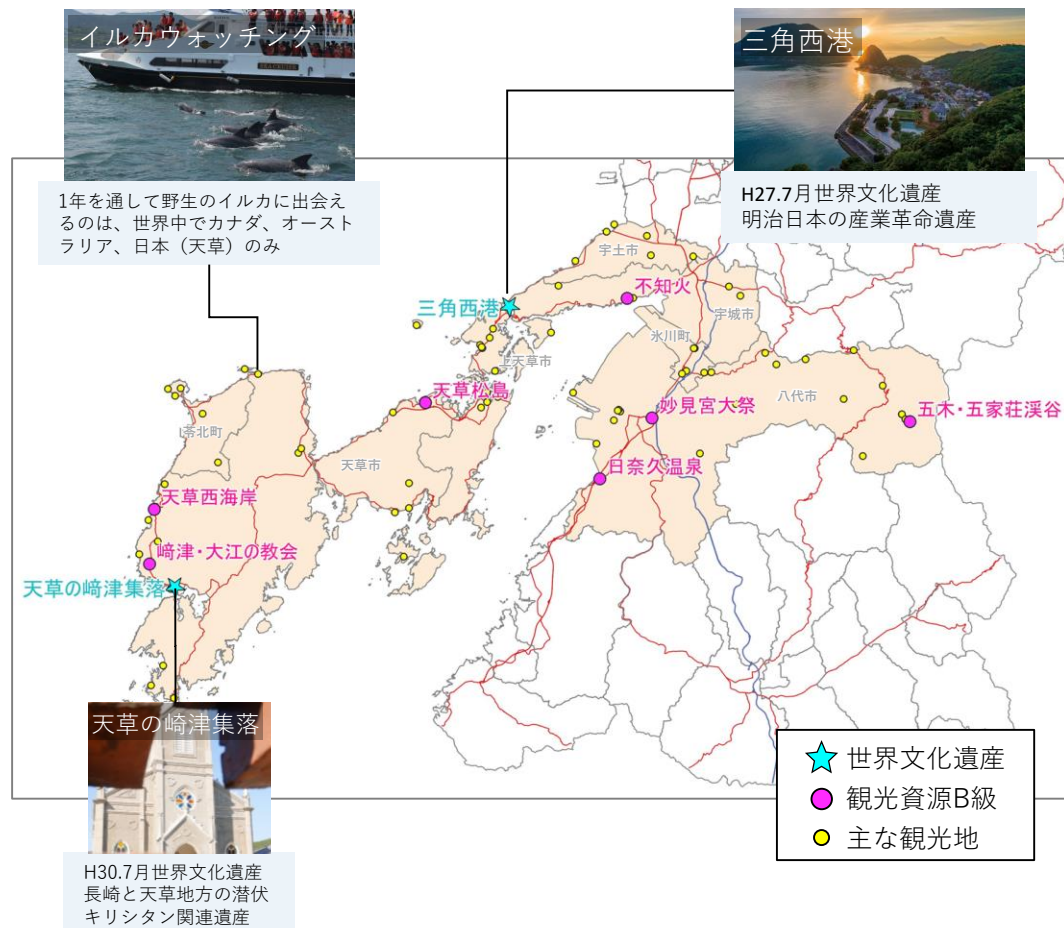 イルカウォッチング
1年を通して野生のイルカに出会え
るのは、世界中でカナダ、オースト
ラリア、日本（天草）のみ
三角西港
H27.7月世界文化遺産
明治日本の産業革命遺産
宇土市
不知火
三角西港
宇城市
氷川町
上天草市
天草松島
八代市
妙見宮大祭
五木・五家荘渓谷
苓北町
天草市
日奈久温泉
天草西海岸
﨑津・大江の教会
天草の﨑津集落
天草の﨑津集落
H30.7月世界文化遺産
長崎と天草地方の潜伏
キリシタン関連遺産
世界文化遺産
観光資源B級
主な観光地